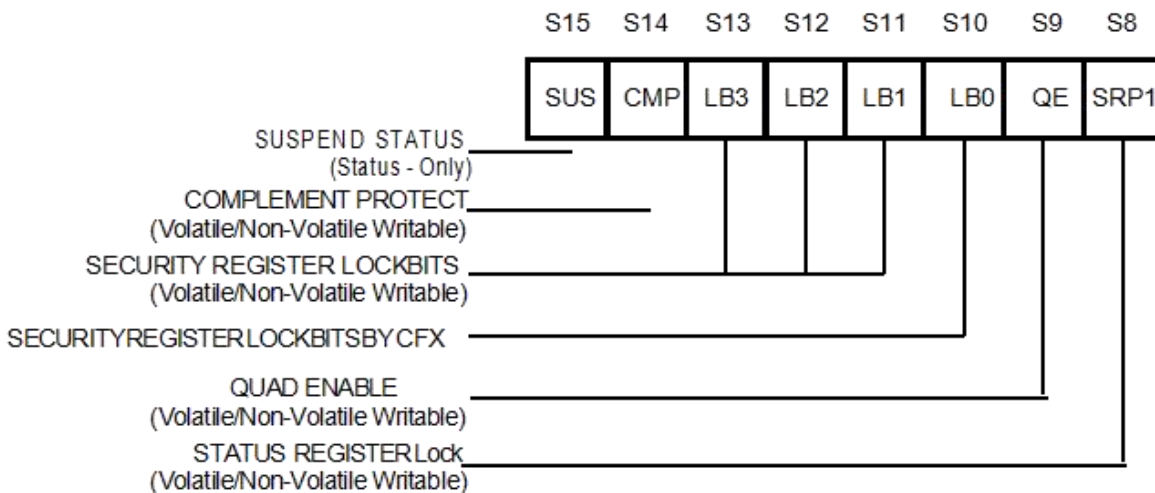 S15 S14 S13 S12 S11 S10 S9 S8
SUS CMP LB3 LB2 LB1 LB0 QE SRP1
SUSPEND STATUS
(Status - Only)
COMPLEMENT PROTECT
(Volatile/Non-Volatile Writable)
SECURITY REGISTER LOCKBITS
(Volatile/Non-Volatile Writable)
SECURITYREGISTERLOCKBITSBYCFX
QUAD ENABLE
(Volatile/Non-Volatile Writable)
STATUS REGISTERLock
(Volatile/Non-Volatile Writable)